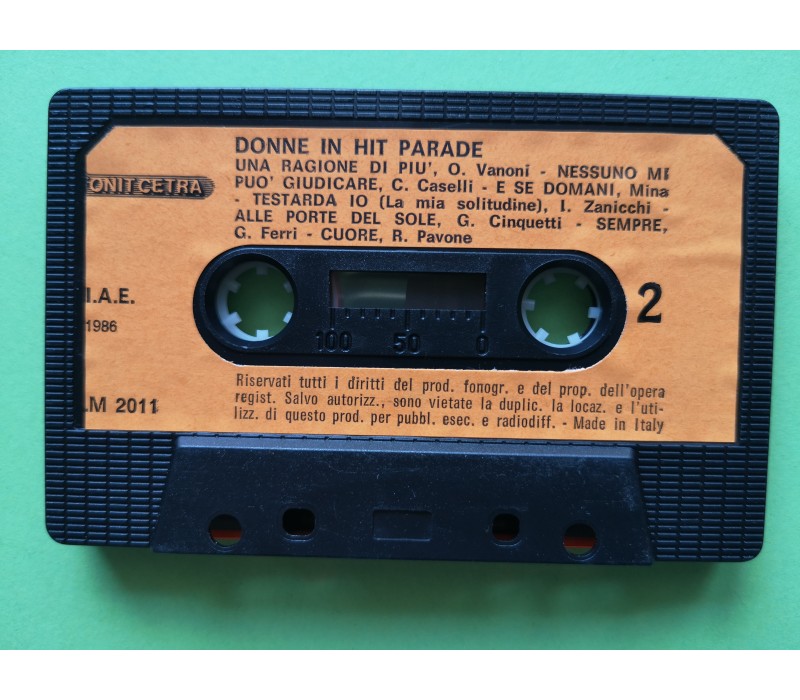 DONNE IN HIT PARADE
UNA RAGIONE DI PIU', O. Vanoni - NESSUNO MI
PUO' GIUDICARE, C. Caselli - E SE DOMANI, Mina
- TESTARDA IO (La mia solitudine), I. Zanicchi -
ALLE PORTE DEL SOLE, G. Cinquetti - SEMPRE,
G. Ferri - CUORE, R. Pavone
ONIT CETRA
I.A.E.
1986
2
100 50 0
LM 2011
Riservati tutti i diritti del prod. fonogr. e del prop. dell'opera
regist. Salvo autorizz., sono vietate la duplic. la locaz. e l'uti-
lizz. di questo prod. per pubbl. esec. e radiodiff. - Made in Italy